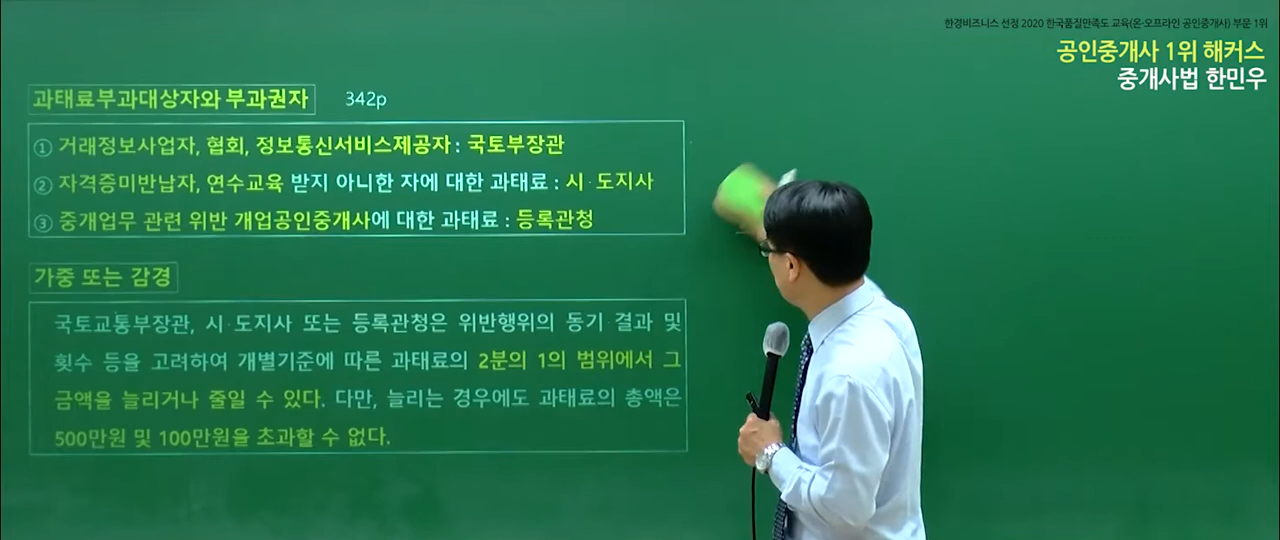 한경비즈니스 선정 2020 한국품질만족도 교육(온·오프라인 공인중개사) 부문 1위
공인중개사 1위 해커스
중개사법 한민우
과태료부과대상자와 부과권자 342p
① 거래정보사업자, 협회, 정보통신서비스제공자 : 국토부장관
② 자격증미반납자, 연수교육 받지 아니한 자에 대한 과태료 : 시·도지사
③ 중개업무 관련 위반 개업공인중개사에 대한 과태료 : 등록관청
가중 또는 감경
국토교통부장관, 시·도지사 또는 등록관청은 위반행위의 동기·결과 및
횟수 등을 고려하여 개별기준에 따른 과태료의 2분의 1의 범위에서 그
금액을 늘리거나 줄일 수 있다. 다만, 늘리는 경우에도 과태료의 총액은
500만원 및 100만원을 초과할 수 없다.